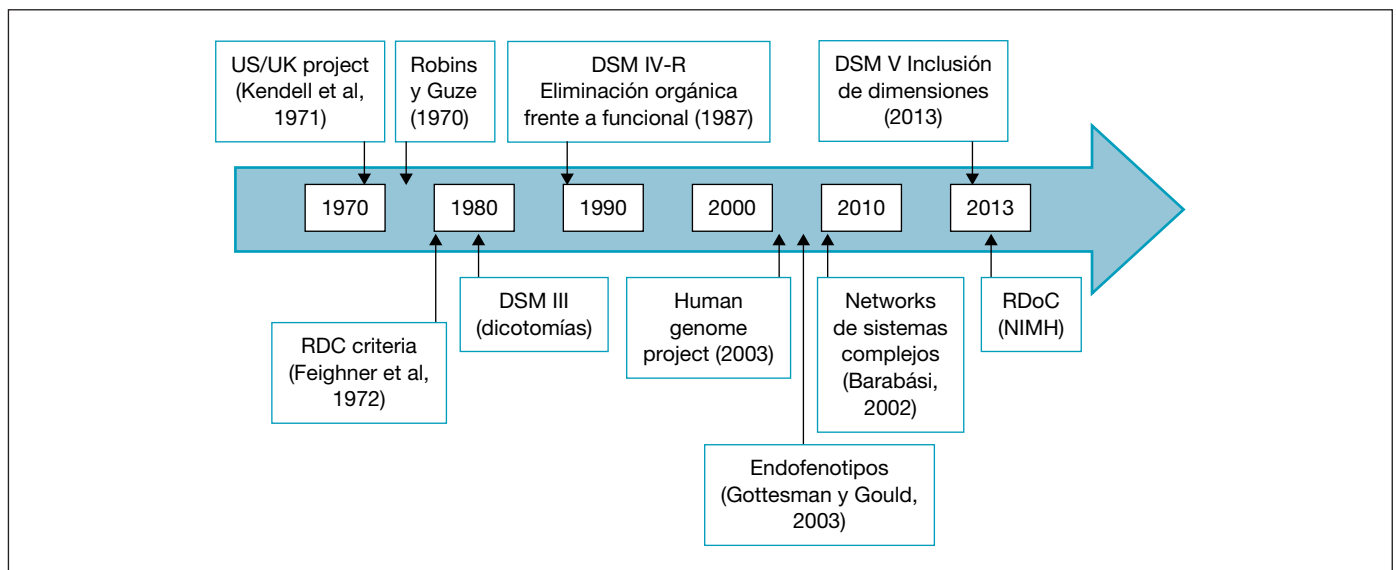 US/UK project
(Kendell et al,
1971)
Robins
y Guze
(1970)
DSM IV-R
Eliminación orgánica
frente a funcional (1987)
DSM V Inclusión
de dimensiones
(2013)
1970
1980
1990
2000
2010
2013
RDC criteria
(Feighner et al,
1972)
DSM III
(dicotomías)
Human
genome
project (2003)
Endofenotipos
(Gottesman y Gould,
2003)
Networks
de sistemas
complejos
(Barabási,
2002)
RDoC
(NIMH)